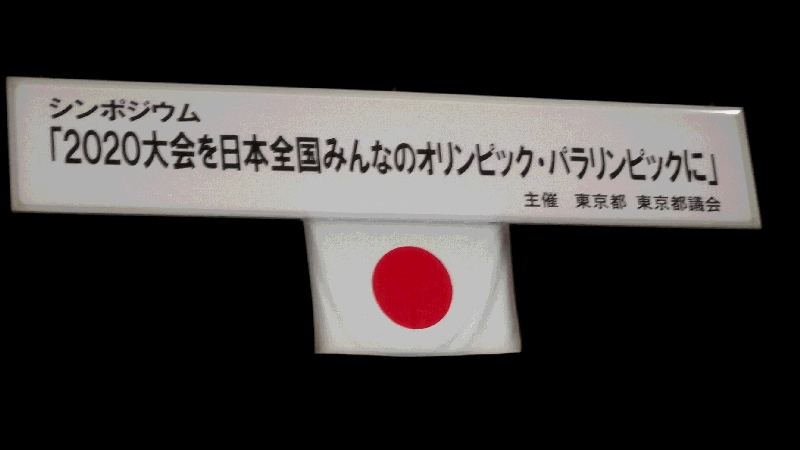 シンポジウム
「2020大会を日本全国みんなのオリンピック・パラリンピックに」
主催　東京都　東京都議会